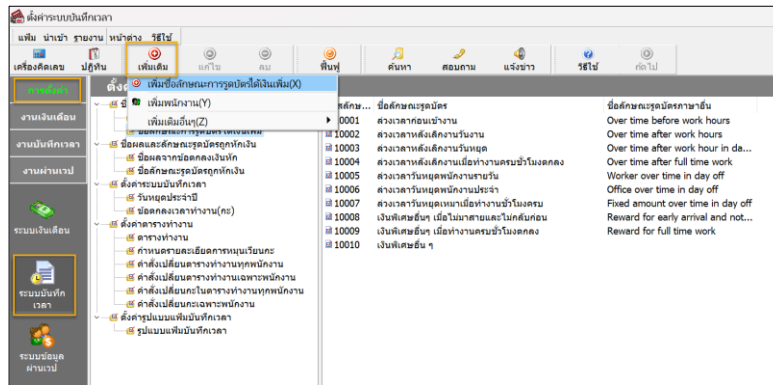 ตั้งค่าระบบบันทึกเวลา
แฟ้ม นำเข้า รายงาน หน้าต่าง วิธีใช้
เครื่องคิดเลข ปฏิทิน เพิ่มเติม แก้ไข ลบ ฟื้นฟู ค้นหา สอบถาม แจ้งข่าว วิธีใช้ ถัดไป
การตั้งค่า
งานเงินเดือน
งานบันทึกเวลา
งานผ่านเวป
ระบบเงินเดือน
ระบบบันทึก
เวลา
ระบบข้อมูล
ผ่านเวป
เพิ่มชื่อลักษณะการรูดบัตรได้เงินเพิ่ม(X)
เพิ่มพนักงาน(Y)
เพิ่มเติมอื่นๆ(Z)
ชื่อลักษณะการรูดบัตรได้เงินเพิ่ม
ชื่อผลและลักษณะรูดบัตรถูกหักเงิน
ชื่อผลจากข้อตกลงเงินหัก
ชื่อลักษณะรูดบัตรถูกหักเงิน
ตั้งค่าระบบบันทึกเวลา
วันหยุดประจำปี
ข้อตกลงเวลาทำงาน(กะ)
ตั้งค่าตารางทำงาน
ตารางทำงาน
กำหนดรายละเอียดการหมุนเวียนกะ
คำสั่งเปลี่ยนตารางทำงานทุกพนักงาน
คำสั่งเปลี่ยนตารางทำงานเฉพาะพนักงาน
คำสั่งเปลี่ยนกะในตารางทำงานทุกพนักงาน
คำสั่งเปลี่ยนกะเฉพาะพนักงาน
ตั้งค่ารูปแบบแฟ้มบันทึกเวลา
รูปแบบแฟ้มบันทึกเวลา
ชื่อลักษณะรูดบัตร ชื่อลักษณะรูดบัตรภาษาอื่น
0001 ล่วงเวลาก่อนเข้างาน Over time before work hours
10002 ล่วงเวลาหลังเลิกงานวันงาน Over time after work hours
10003 ล่วงเวลาหลังเลิกงานวันหยุด Over time after work hour in da...
10004 ล่วงเวลาหลังเลิกงานเมื่อทำงานครบชั่วโมงตกลง Over time after full time work
10005 ล่วงเวลาวันหยุดพนักงานรายวัน Worker over time in day off
10006 ล่วงเวลาวันหยุดพนักงานประจำ Office over time in day off
10007 ล่วงเวลาวันหยุดเหมาเมื่อทำงานชั่วโมงครบ Fixed amount over time in day off
10008 เงินพิเศษอื่นๆ เมื่อไม่มาสายและไม่กลับก่อน Reward for early arrival and not...
10009 เงินพิเศษอื่นๆ เมื่อทำงานครบชั่วโมงตกลง Reward for full time work
10010 เงินพิเศษอื่น ๆ